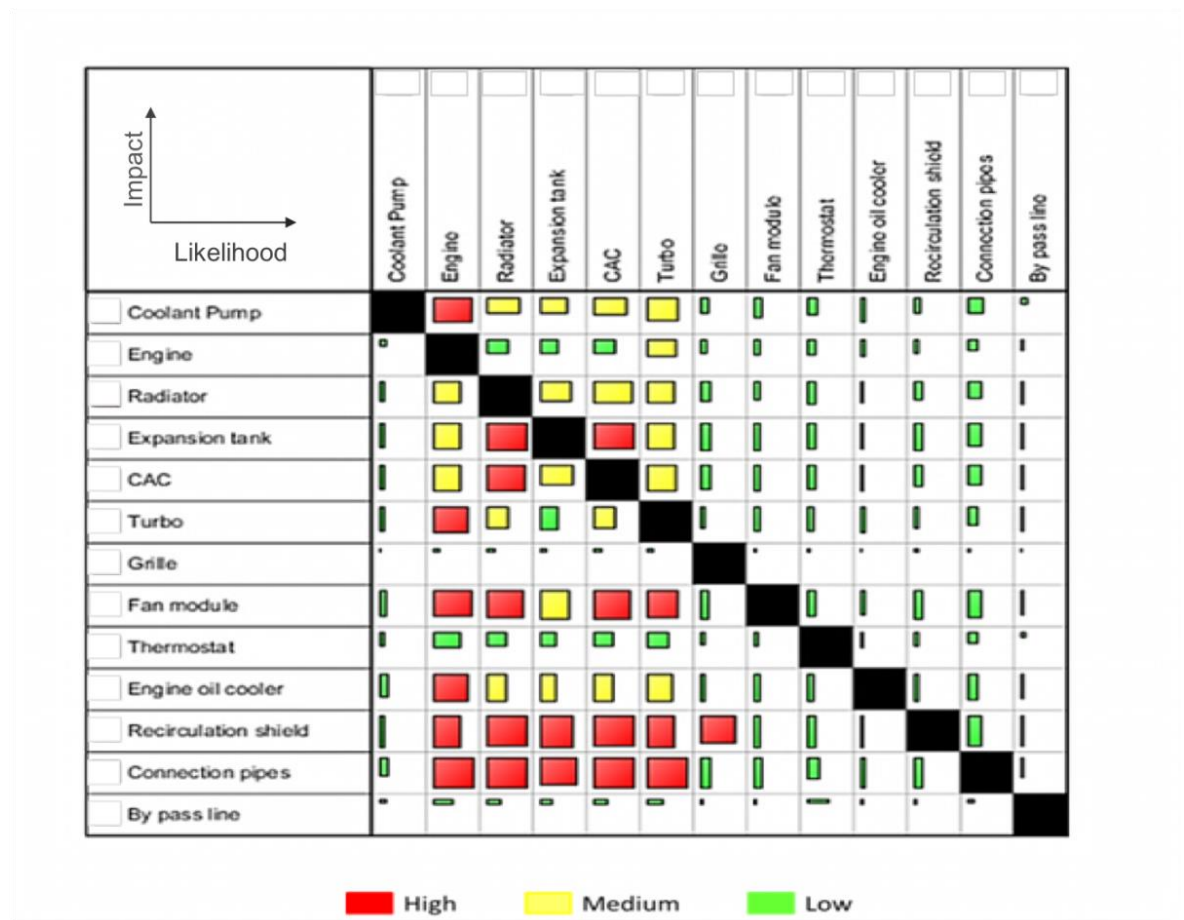 Impact
Likelihood
Coolant Pump
Engine
Radiator
Expansion tank
CAC
Turbo
Grille
Fan module
Thermostat
Engine oil cooler
Recirculation shield
Connection pipes
By pass line
Coolant Pump
Engine
Radiator
Expansion tank
CAC
Turbo
Grille
Fan module
Thermostat
Engine oil cooler
Recirculation shield
Connection pipes
By pass line
High Medium Low